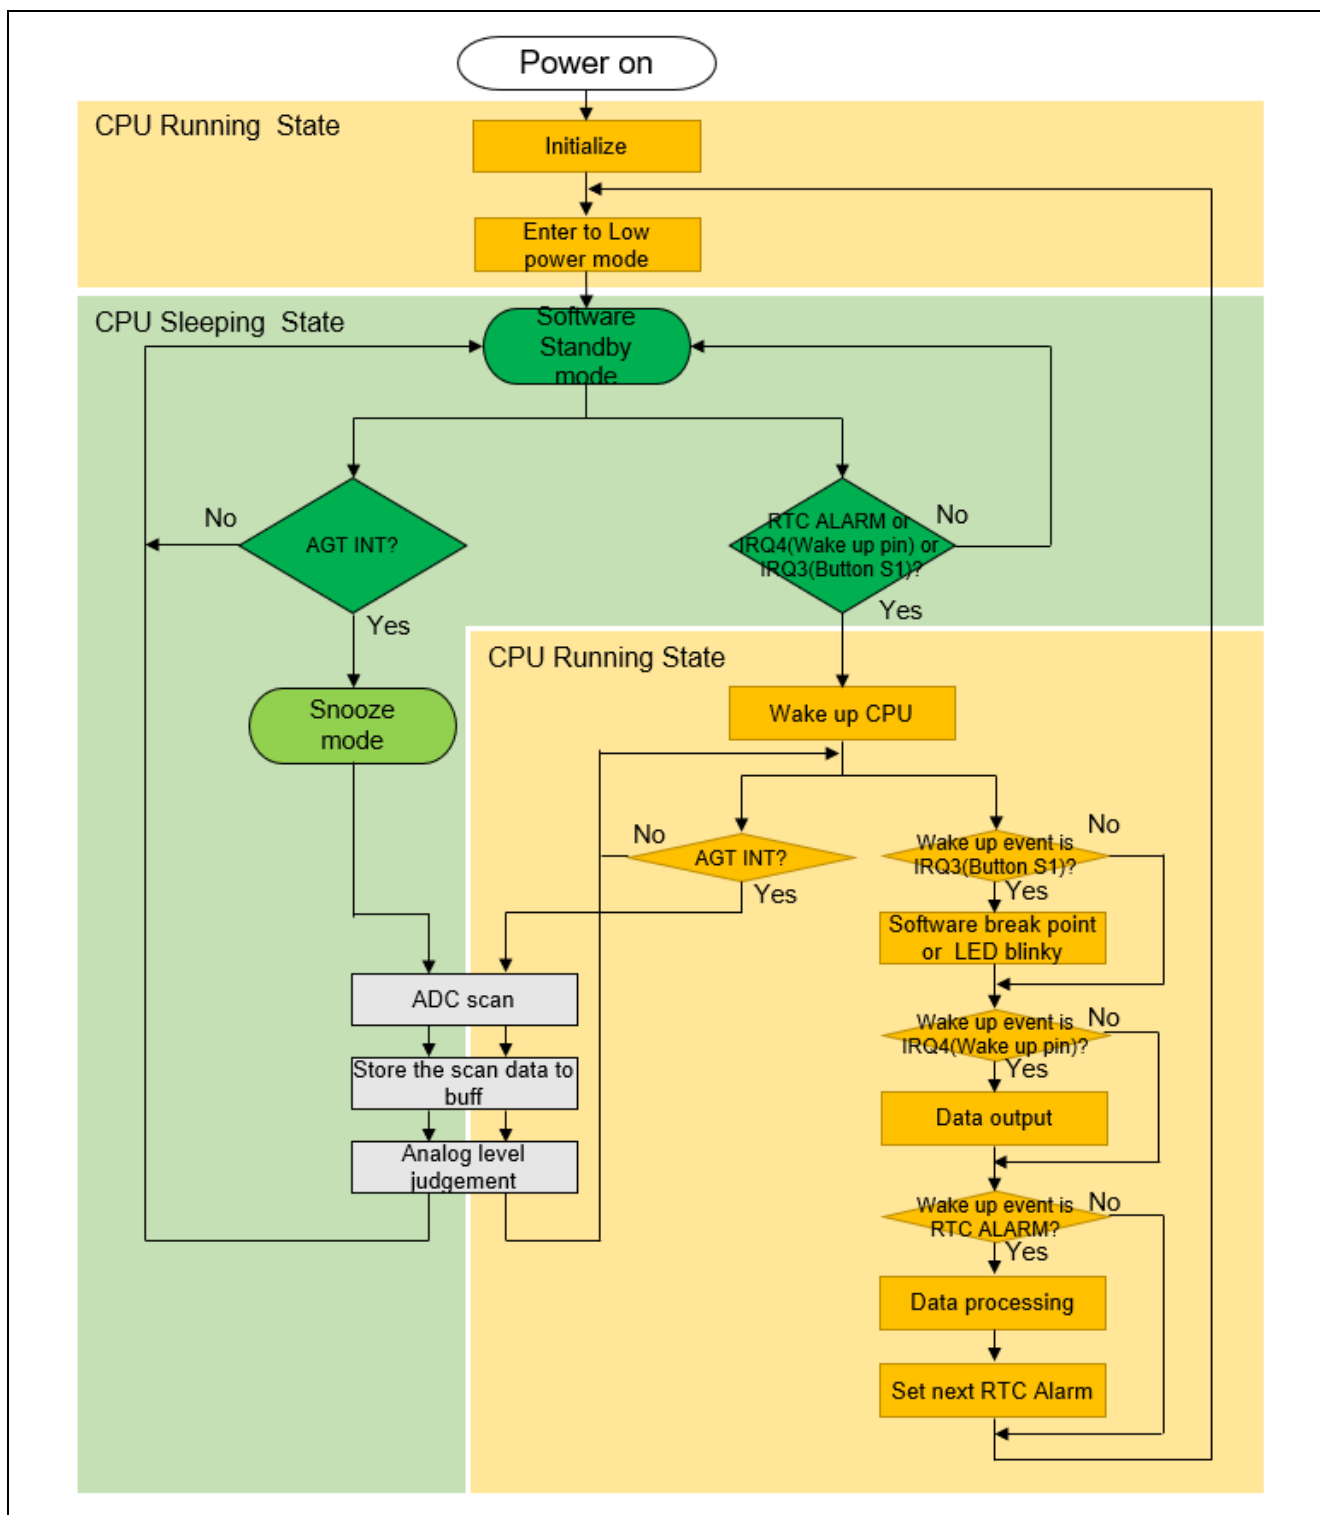 Power on
CPU Running  State
Initialize
Enter to Low
power mode
CPU Sleeping  State
Software
Standby
mode
No
AGT INT?
Yes
RTC ALARM or
IRQ4(Wake up pin) or
IRQ3(Button S1)?
No
Yes
Snooze
mode
CPU Running State
Wake up CPU
No
AGT INT?
Yes
Wake up event is
IRQ3(Button S1)?
No
Yes
Software break point
or  LED blinky
ADC scan
Wake up event is
IRQ4(Wake up pin)?
No
Yes
Store the scan data to
buff
Data output
Analog level
judgement
Wake up event is
RTC ALARM?
No
Yes
Data processing
Set next RTC Alarm